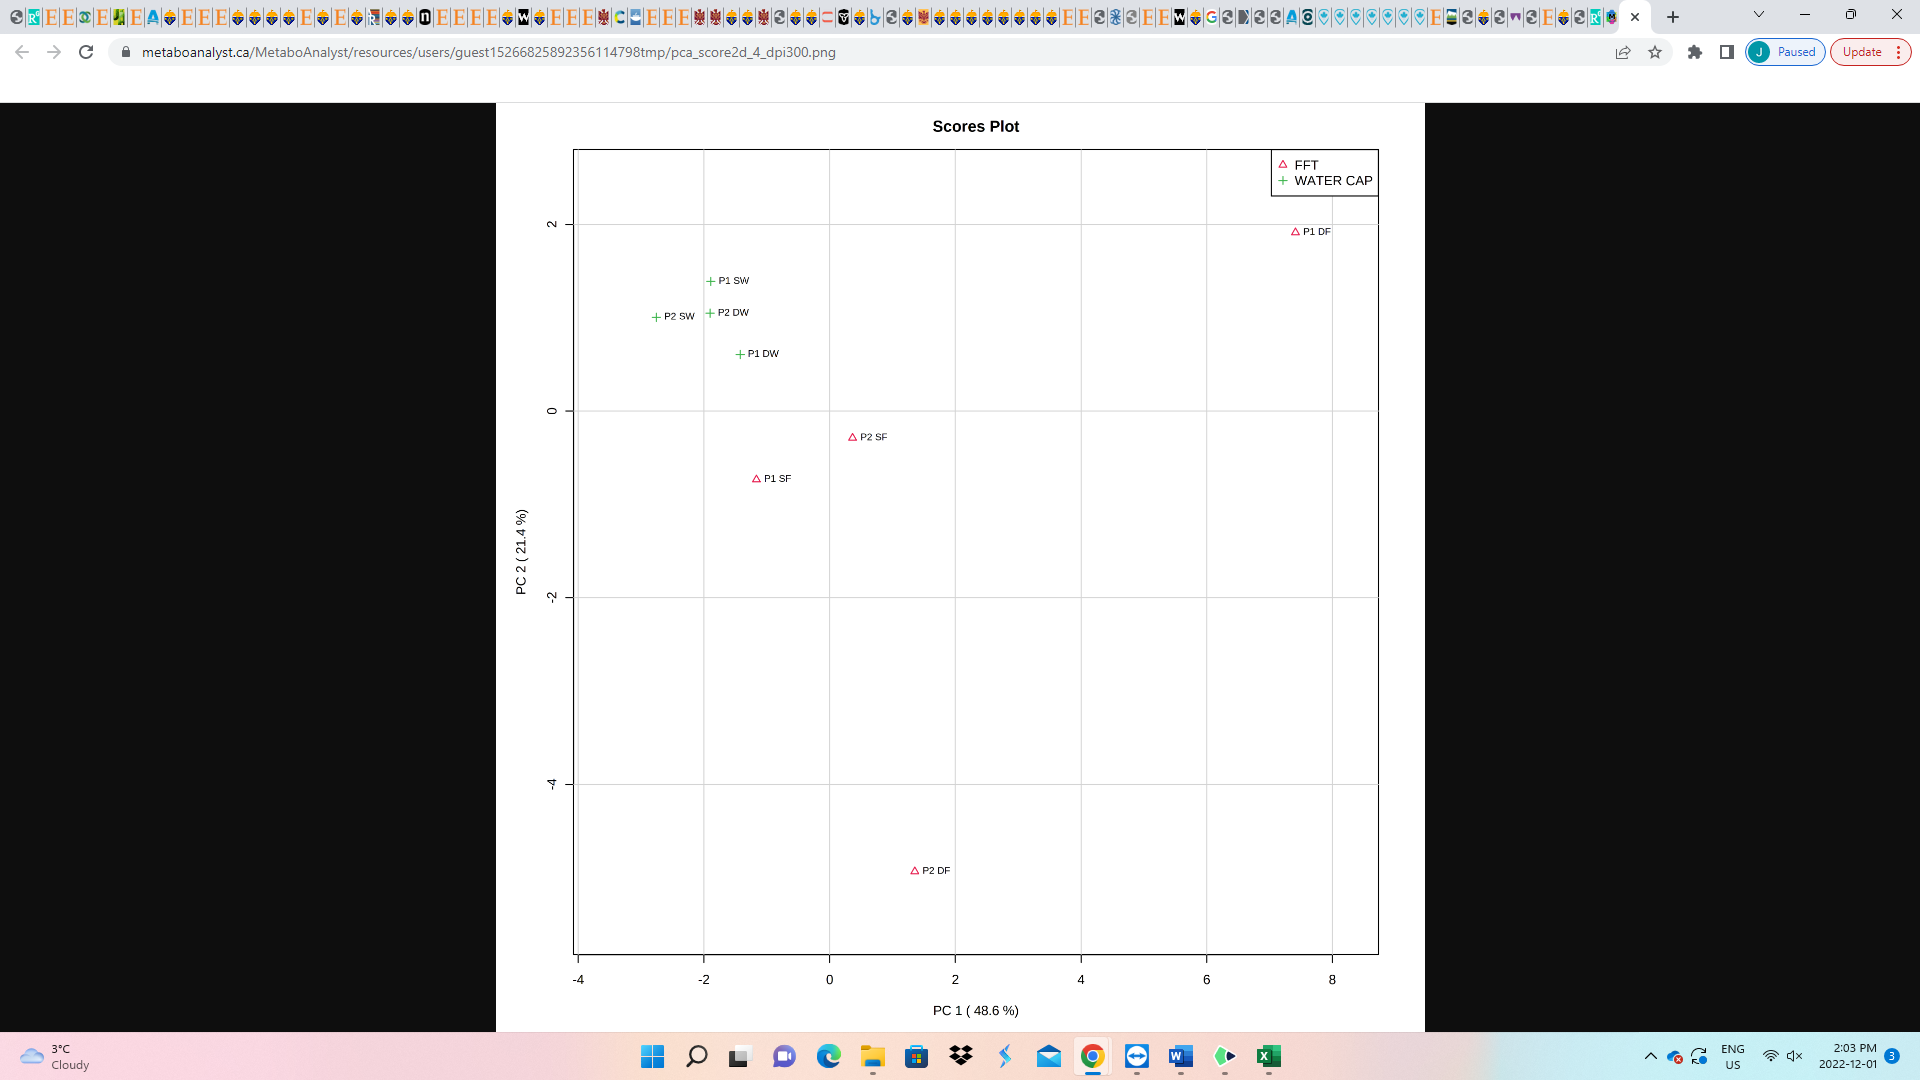 Paused
Update
metaboanalyst.ca/MetaboAnalyst/resources/users/guest15266825892356114798tmp/pca_score2d_4_dpi300.png
Scores Plot
FFT
WATER CAP
P1 DF
P1 SW
P2 DW
P2 SW
P1 DW
P2 SF
P1 SF
P2 DF
2
0
-2
-4
PC 2 ( 21.4 %)
-4 -2 0 2 4 6 8
PC 1 ( 48.6 %)
3°C
Cloudy
ENG
US
2:03 PM
2022-12-01
3